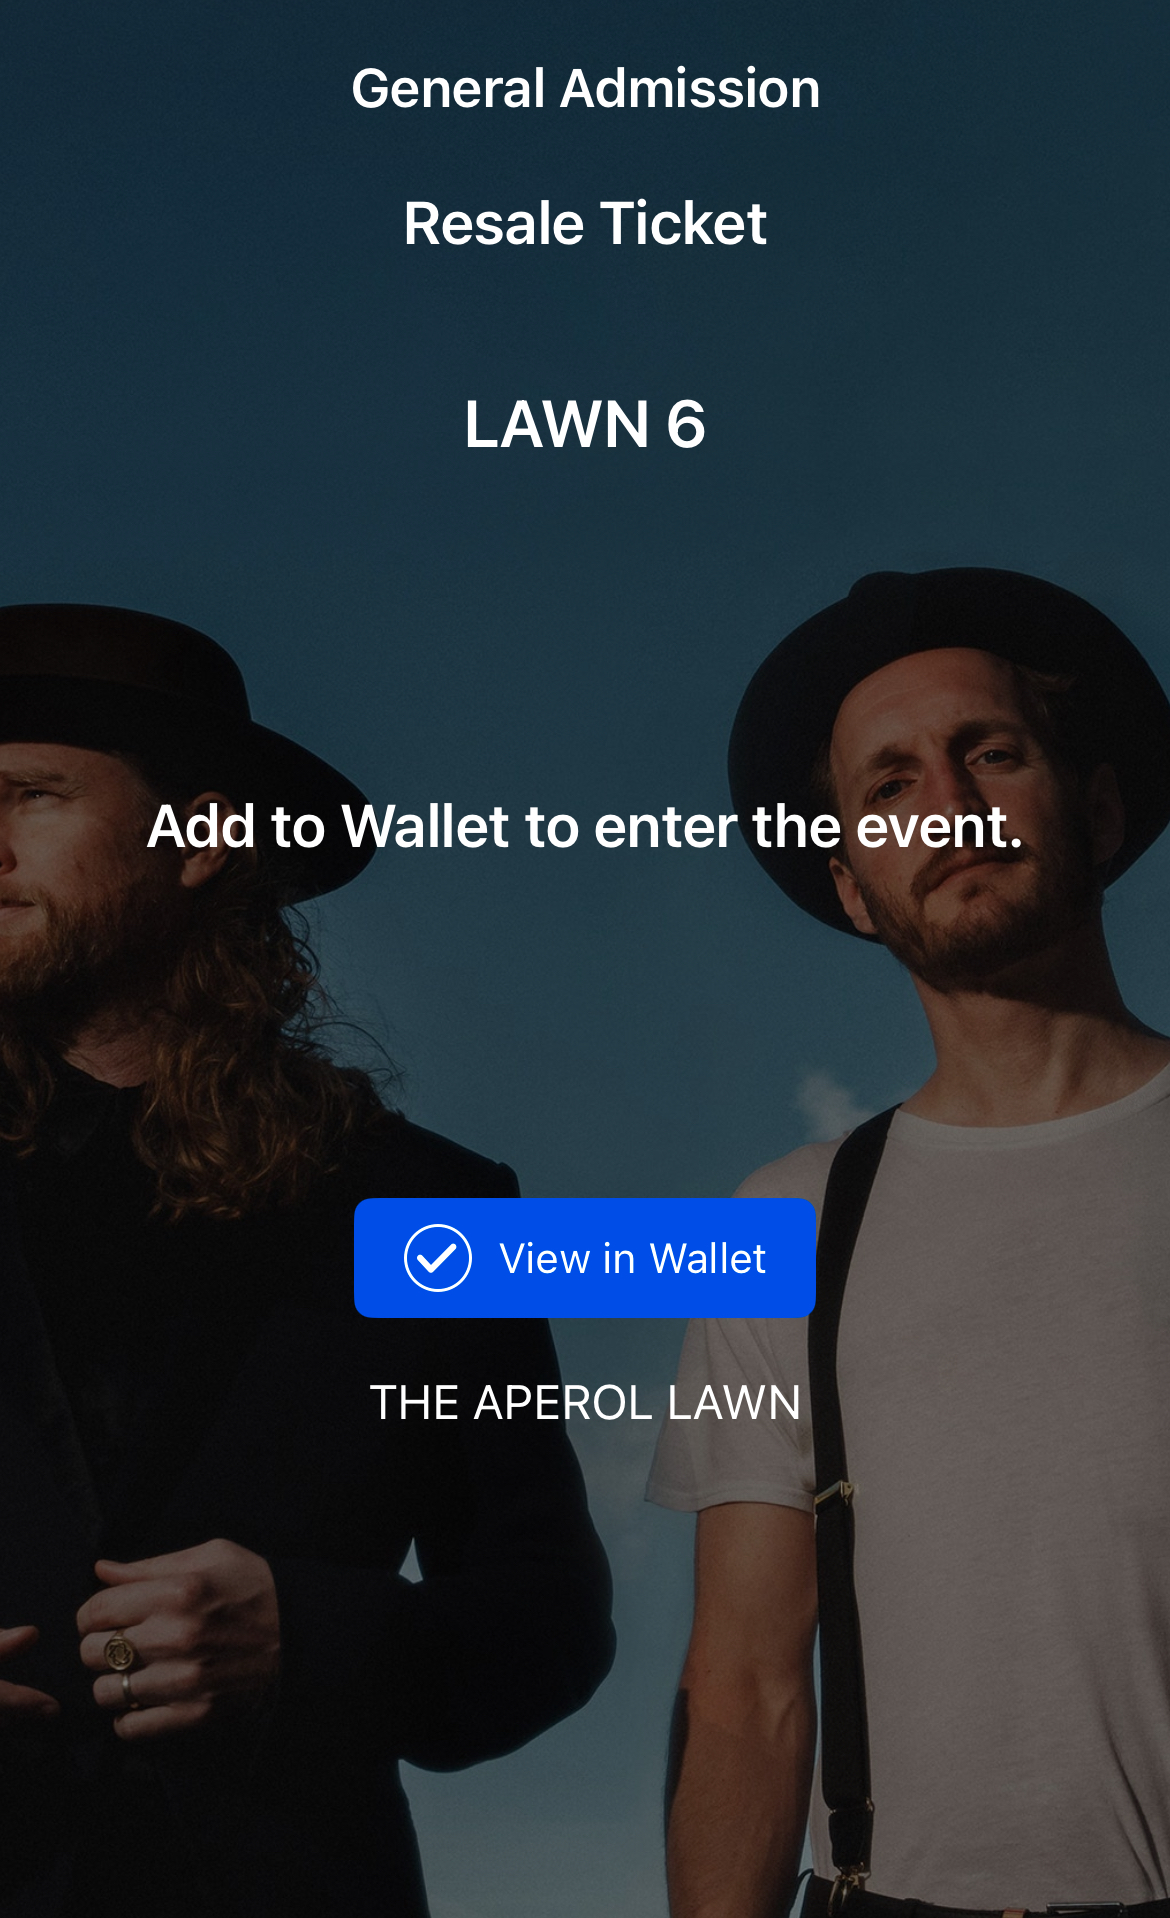 General Admission
Resale Ticket
LAWN 6
Add to Wallet to enter the event.
View in Wallet
THE APEROL LAWN